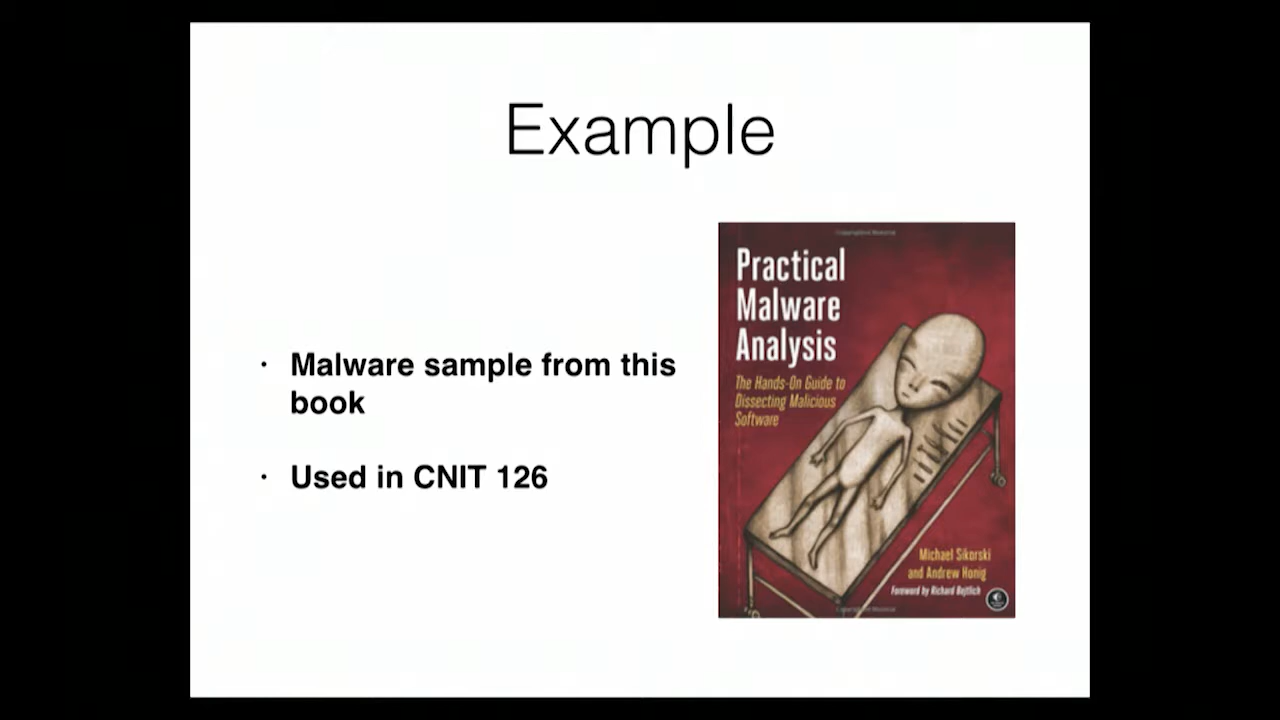 Example
· Malware sample from this
book
· Used in CNIT 126
Practical
Malware
Analysis
The Hands-On Guide to
Dissecting Malicious
Software
Michael Sikorski
and Andrew Honig
Foreword by Richard Bejtlich